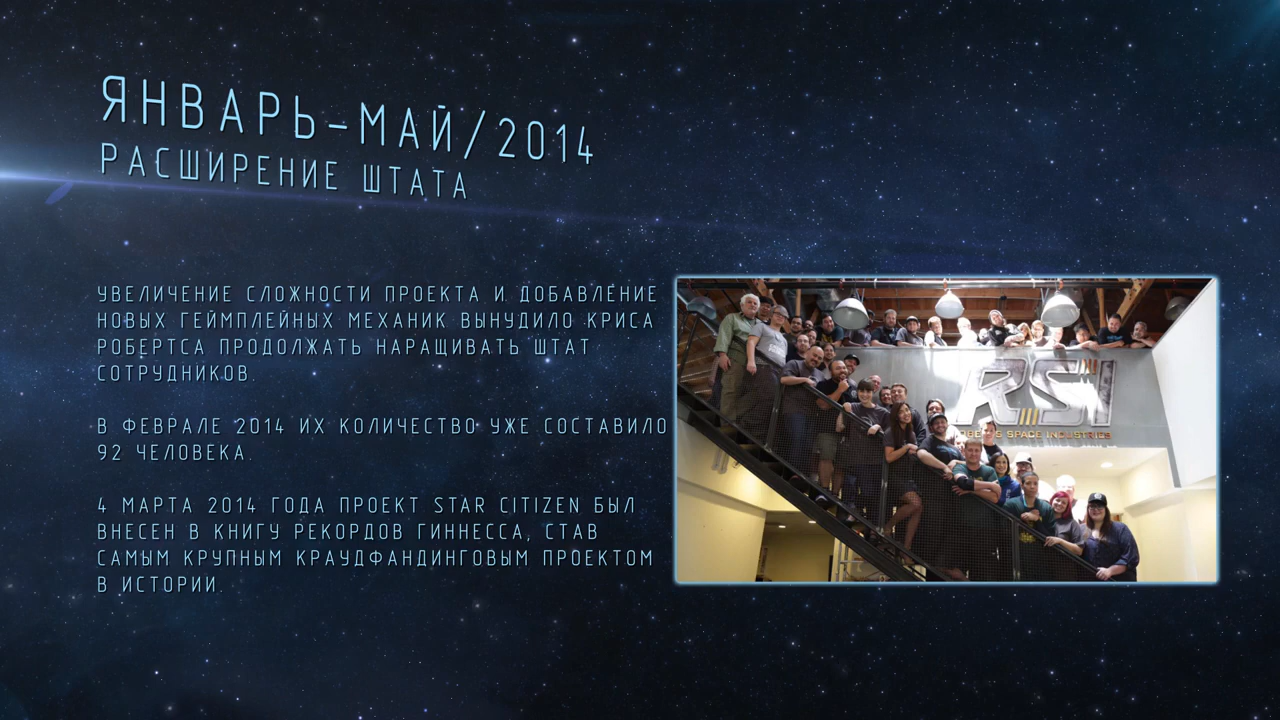 ЯНВАРЬ-МАЙ/2014
РАСШИРЕНИЕ ШТАТА
УВЕЛИЧЕНИЕ СЛОЖНОСТИ ПРОЕКТА И ДОБАВЛЕНИЕ
НОВЫХ ГЕЙМПЛЕЙНЫХ МЕХАНИК ВЫНУДИЛО КРИСА
РОБЕРТСА ПРОДОЛЖАТЬ НАРАЩИВАТЬ ШТАТ
СОТРУДНИКОВ.
В ФЕВРАЛЕ 2014 ИХ КОЛИЧЕСТВО УЖЕ СОСТАВИЛО
92 ЧЕЛОВЕКА.
4 МАРТА 2014 ГОДА ПРОЕКТ STAR CITIZEN БЫЛ
ВНЕСЕН В КНИГУ РЕКОРДОВ ГИННЕССА, СТАВ
САМЫМ КРУПНЫМ КРАУДФАНДИНГОВЫМ ПРОЕКТОМ
В ИСТОРИИ.
RSI
SPACE INDUSTRIES